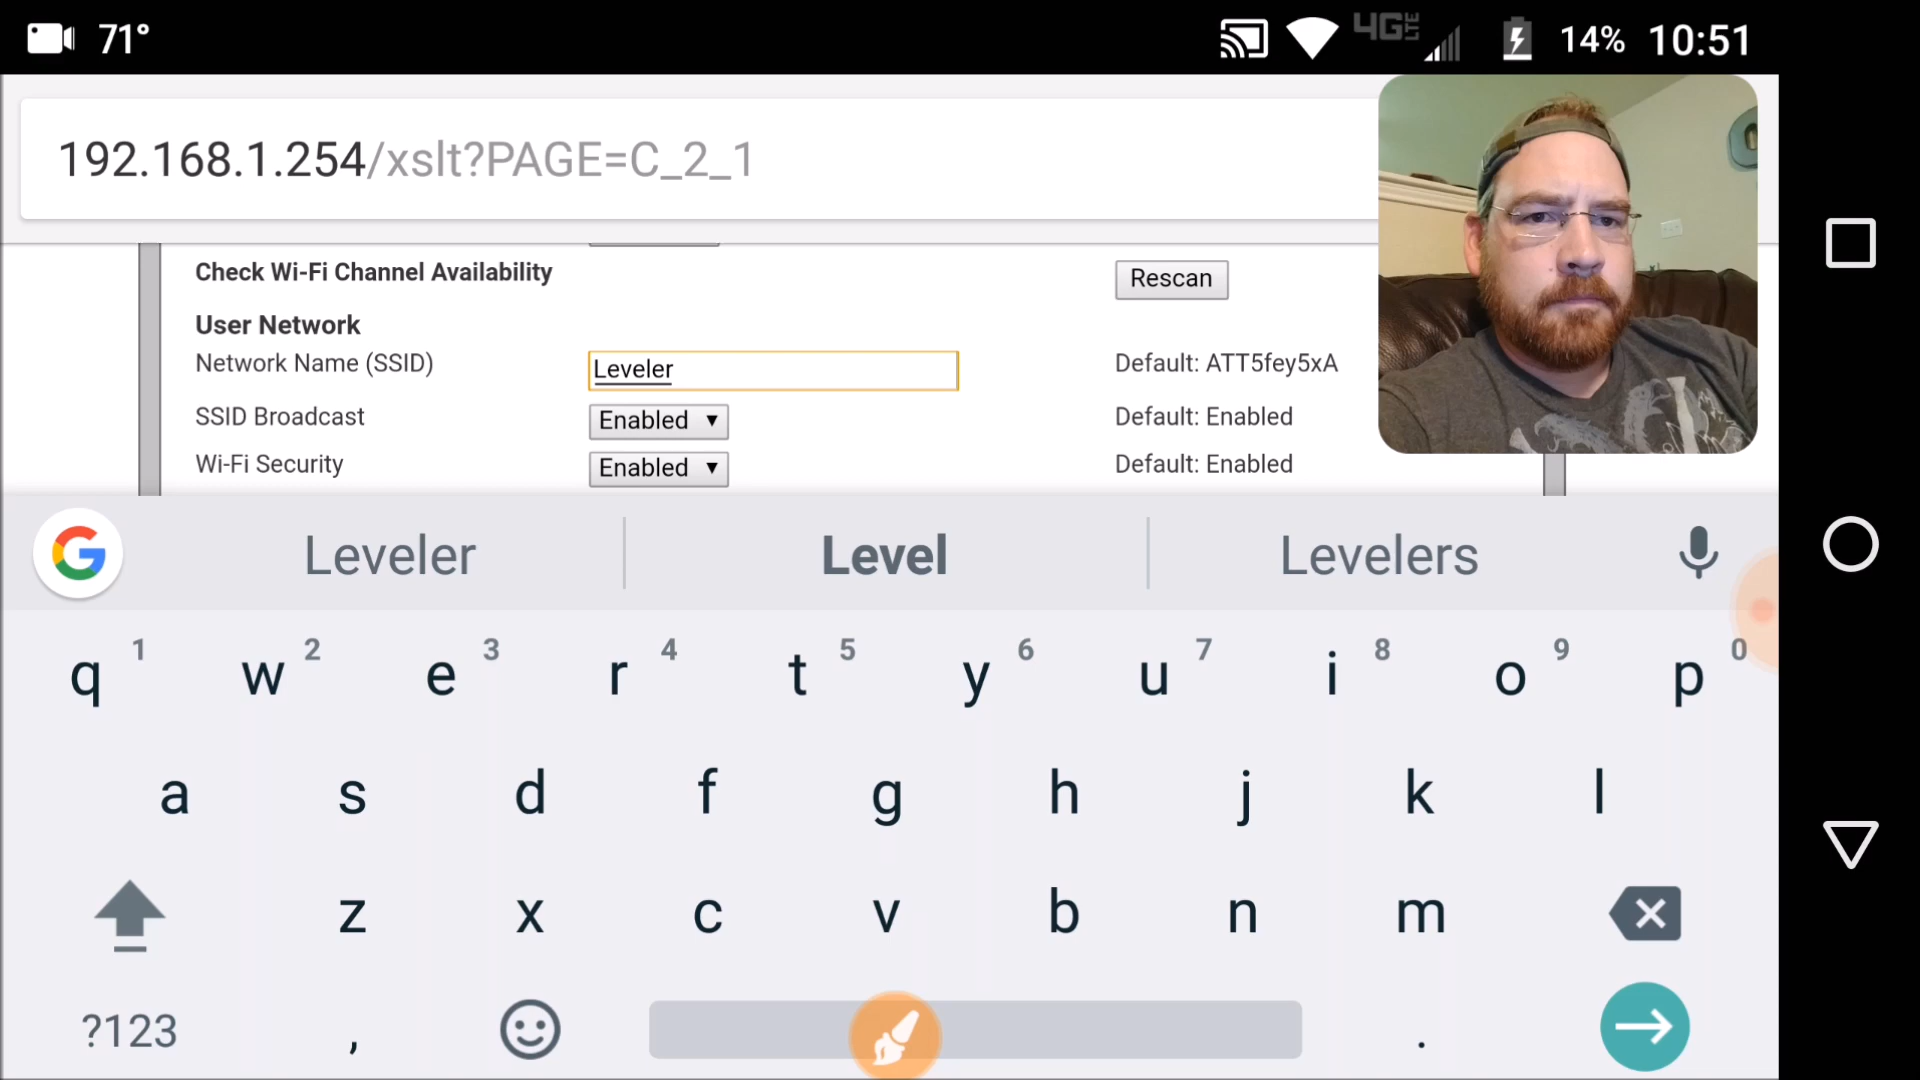 71°
4G LTE
14% 10:51
192.168.1.254/xslt?PAGE=C_2_1
Check Wi-Fi Channel Availability
Rescan
User Network
Network Name (SSID)
Leveler
Default: ATT5fey5xA
SSID Broadcast
Enabled ▼
Default: Enabled
Wi-Fi Security
Enabled ▼
Default: Enabled
G
Leveler Level Levelers
q 1 w 2 e 3 r 4 t 5 y 6 u 7 i 8 o 9 p 0
a s d f g h j k l
z x c v b n m
?123 , .